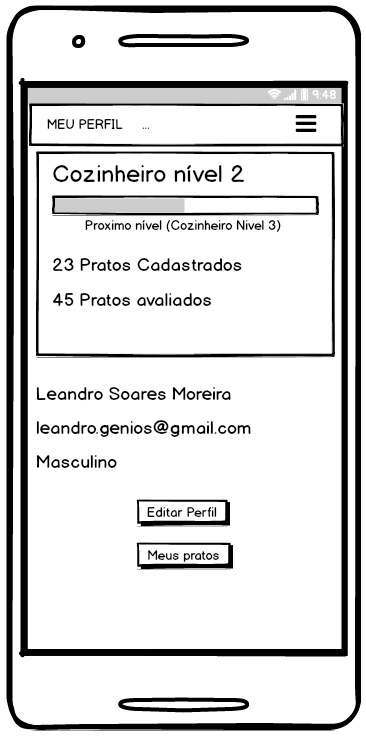 9:48
MEU PERFIL ...
Cozinheiro nível 2
Proximo nível (Cozinheiro Nivel 3)
23 Pratos Cadastrados
45 Pratos avaliados
Leandro Soares Moreira
leandro.genios@gmail.com
Masculino
Editar Perfil
Meus pratos